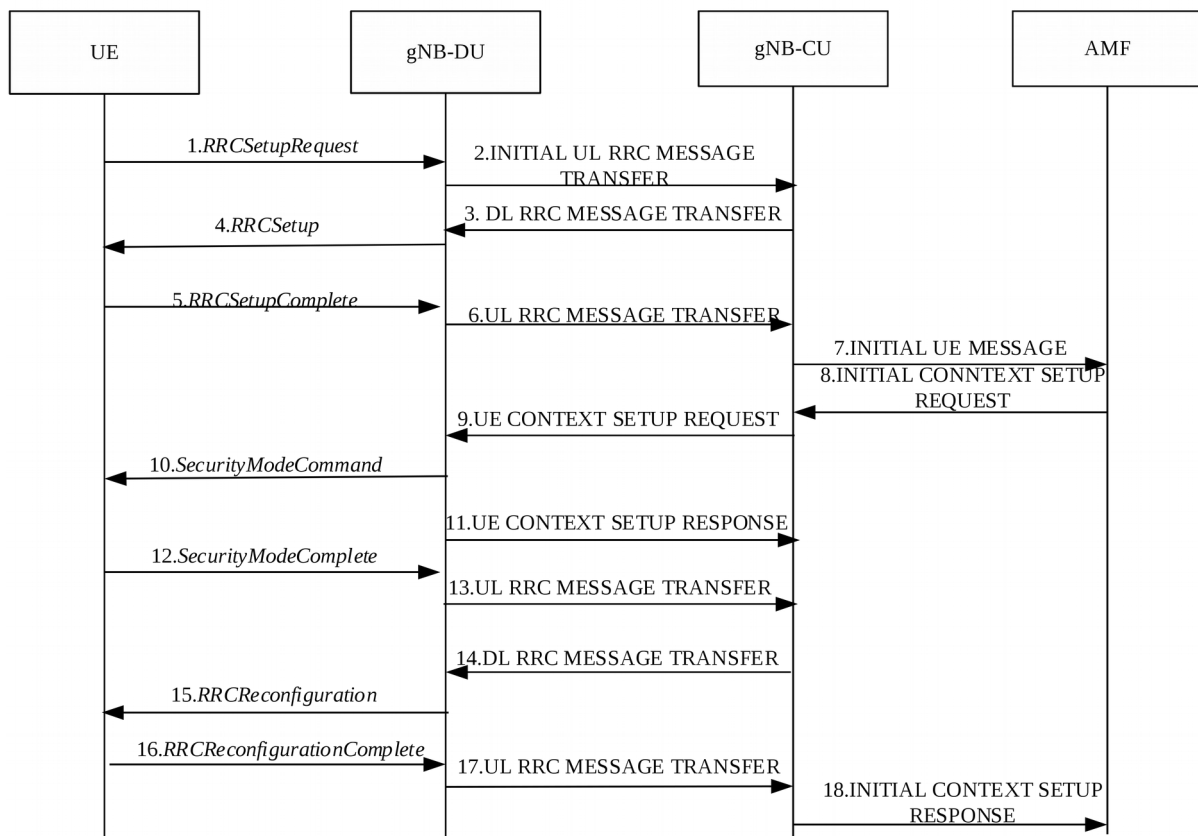 UE
gNB-DU
gNB-CU
AMF
1.RRCSetupRequest
2.INITIAL UL RRC MESSAGE
TRANSFER
3. DL RRC MESSAGE TRANSFER
4.RRCSetup
5.RRCSetupComplete
6.UL RRC MESSAGE TRANSFER
7.INITIAL UE MESSAGE
8.INITIAL CONNTEXT SETUP
REQUEST
9.UE CONTEXT SETUP REQUEST
10.SecurityModeCommand
11.UE CONTEXT SETUP RESPONSE
12.SecurityModeComplete
13.UL RRC MESSAGE TRANSFER
14.DL RRC MESSAGE TRANSFER
15.RRCReconfiguration
16.RRCReconfigurationComplete
17.UL RRC MESSAGE TRANSFER
18.INITIAL CONTEXT SETUP
RESPONSE